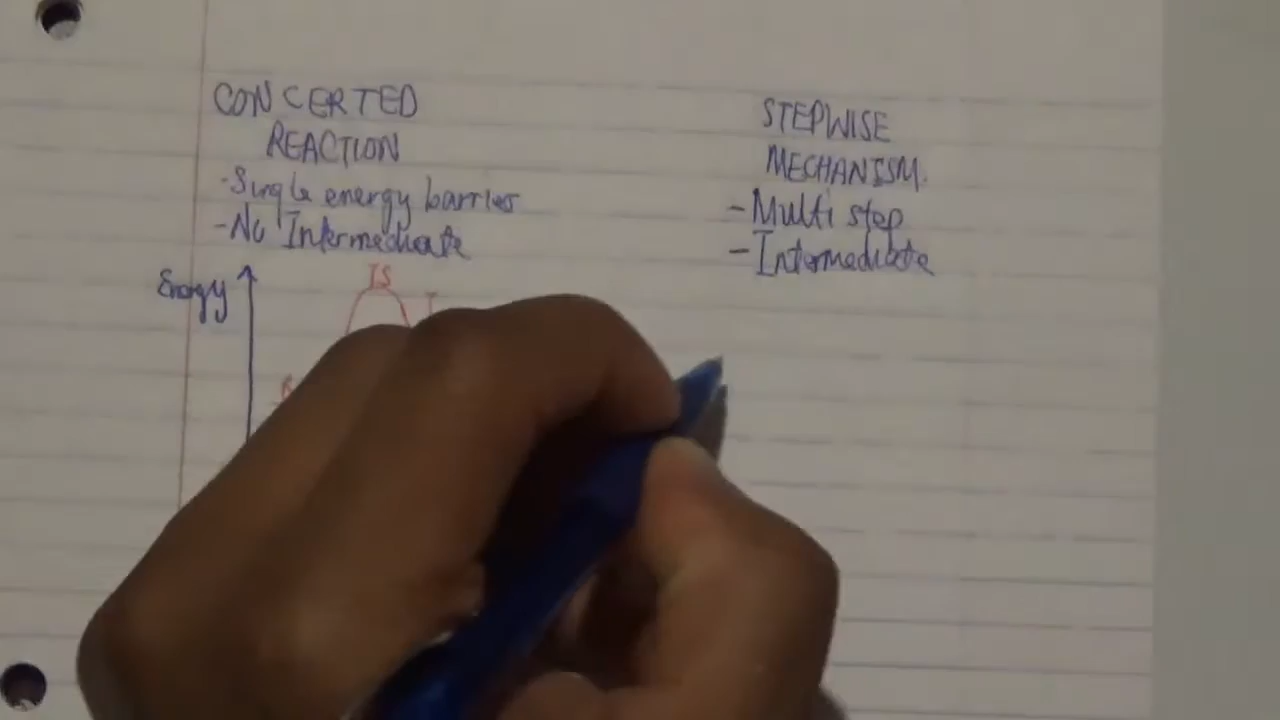 CONCERTED
REACTION
- Single energy barrier
- No Intermediate
Energy
TS
R
STEPWISE
MECHANISM.
- Multi step
- Intermediate